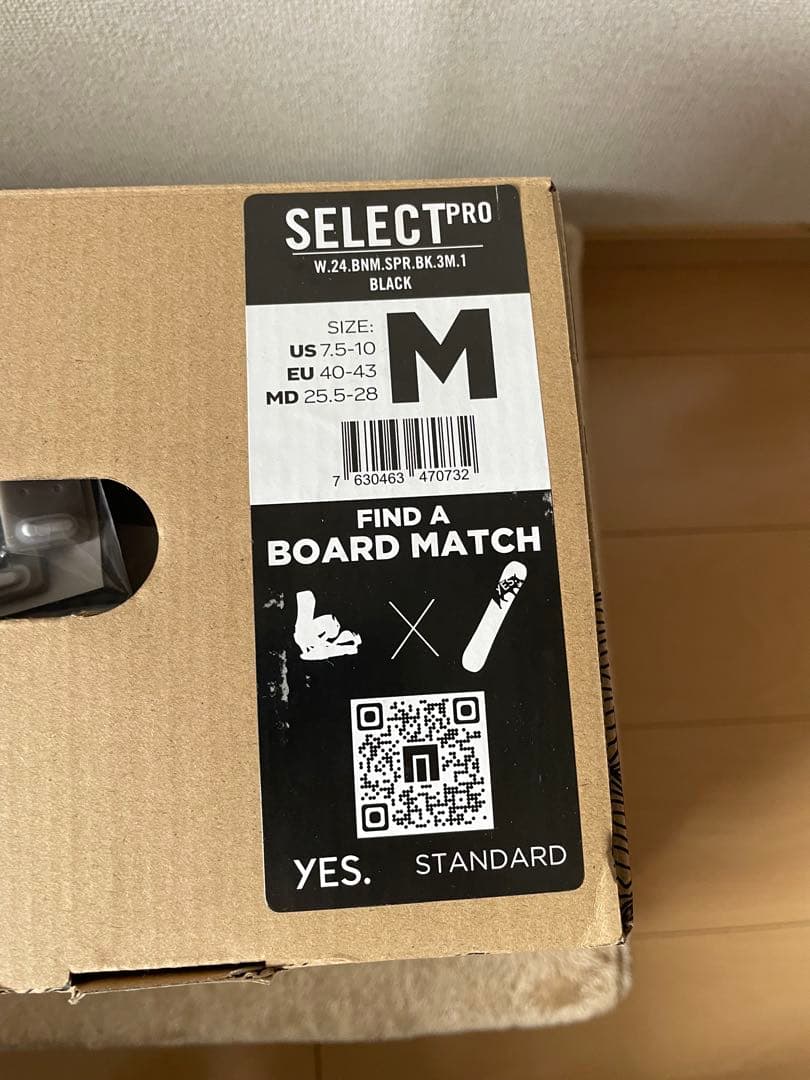 SELECTPRO
W.24.BNM.SPR.BK.3M.1
BLACK
SIZE:
US 7.5-10
EU 40-43
MD 25.5-28
M
7 630463 470732
FIND A
BOARD MATCH
YES.
YES. STANDARD